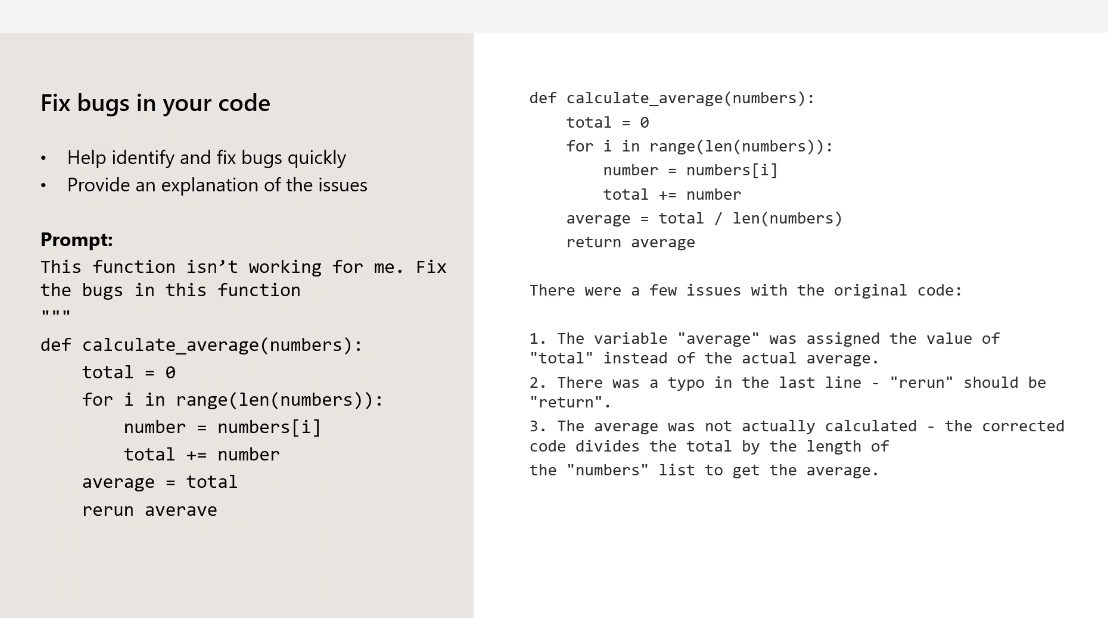 Fix bugs in your code
• Help identify and fix bugs quickly
• Provide an explanation of the issues
Prompt:
This function isn’t working for me. Fix
the bugs in this function
"""
def calculate_average(numbers):
    total = 0
    for i in range(len(numbers)):
        number = numbers[i]
        total += number
    average = total
    rerun averave
def calculate_average(numbers):
    total = 0
    for i in range(len(numbers)):
        number = numbers[i]
        total += number
    average = total / len(numbers)
    return average
There were a few issues with the original code:
1. The variable "average" was assigned the value of
"total" instead of the actual average.
2. There was a typo in the last line - "rerun" should be
"return".
3. The average was not actually calculated - the corrected
code divides the total by the length of
the "numbers" list to get the average.